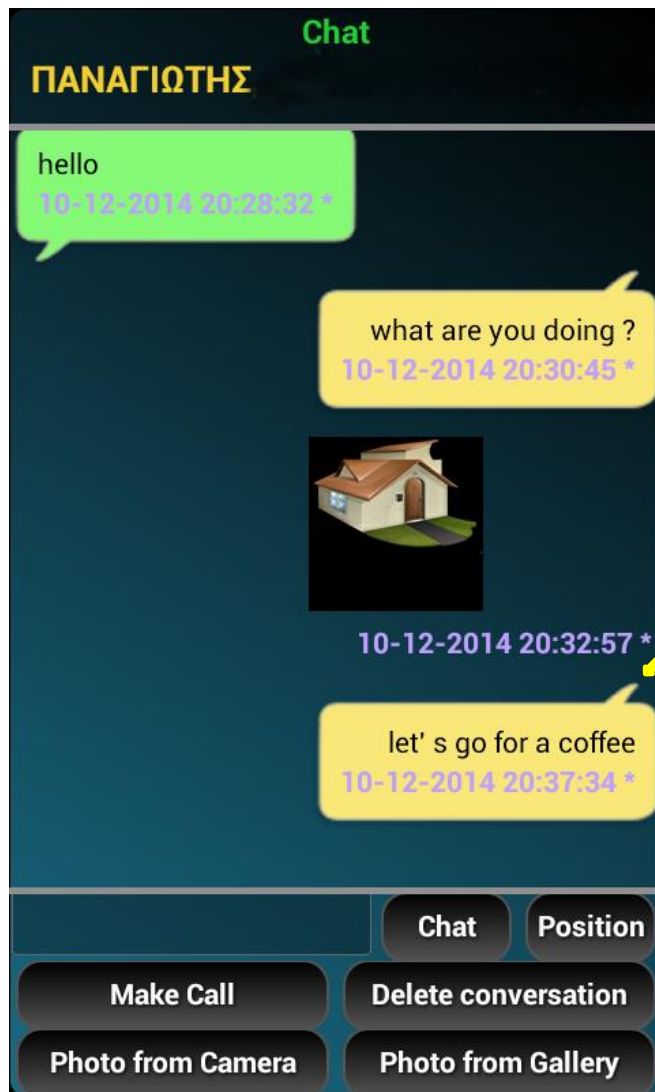 Chat
ΠΑΝΑΓΙΩΤΗΣ
hello
10-12-2014 20:28:32 *
what are you doing ?
10-12-2014 20:30:45 *
10-12-2014 20:32:57 *
let' s go for a coffee
10-12-2014 20:37:34 *
Chat Position
Make Call Delete conversation
Photo from Camera Photo from Gallery